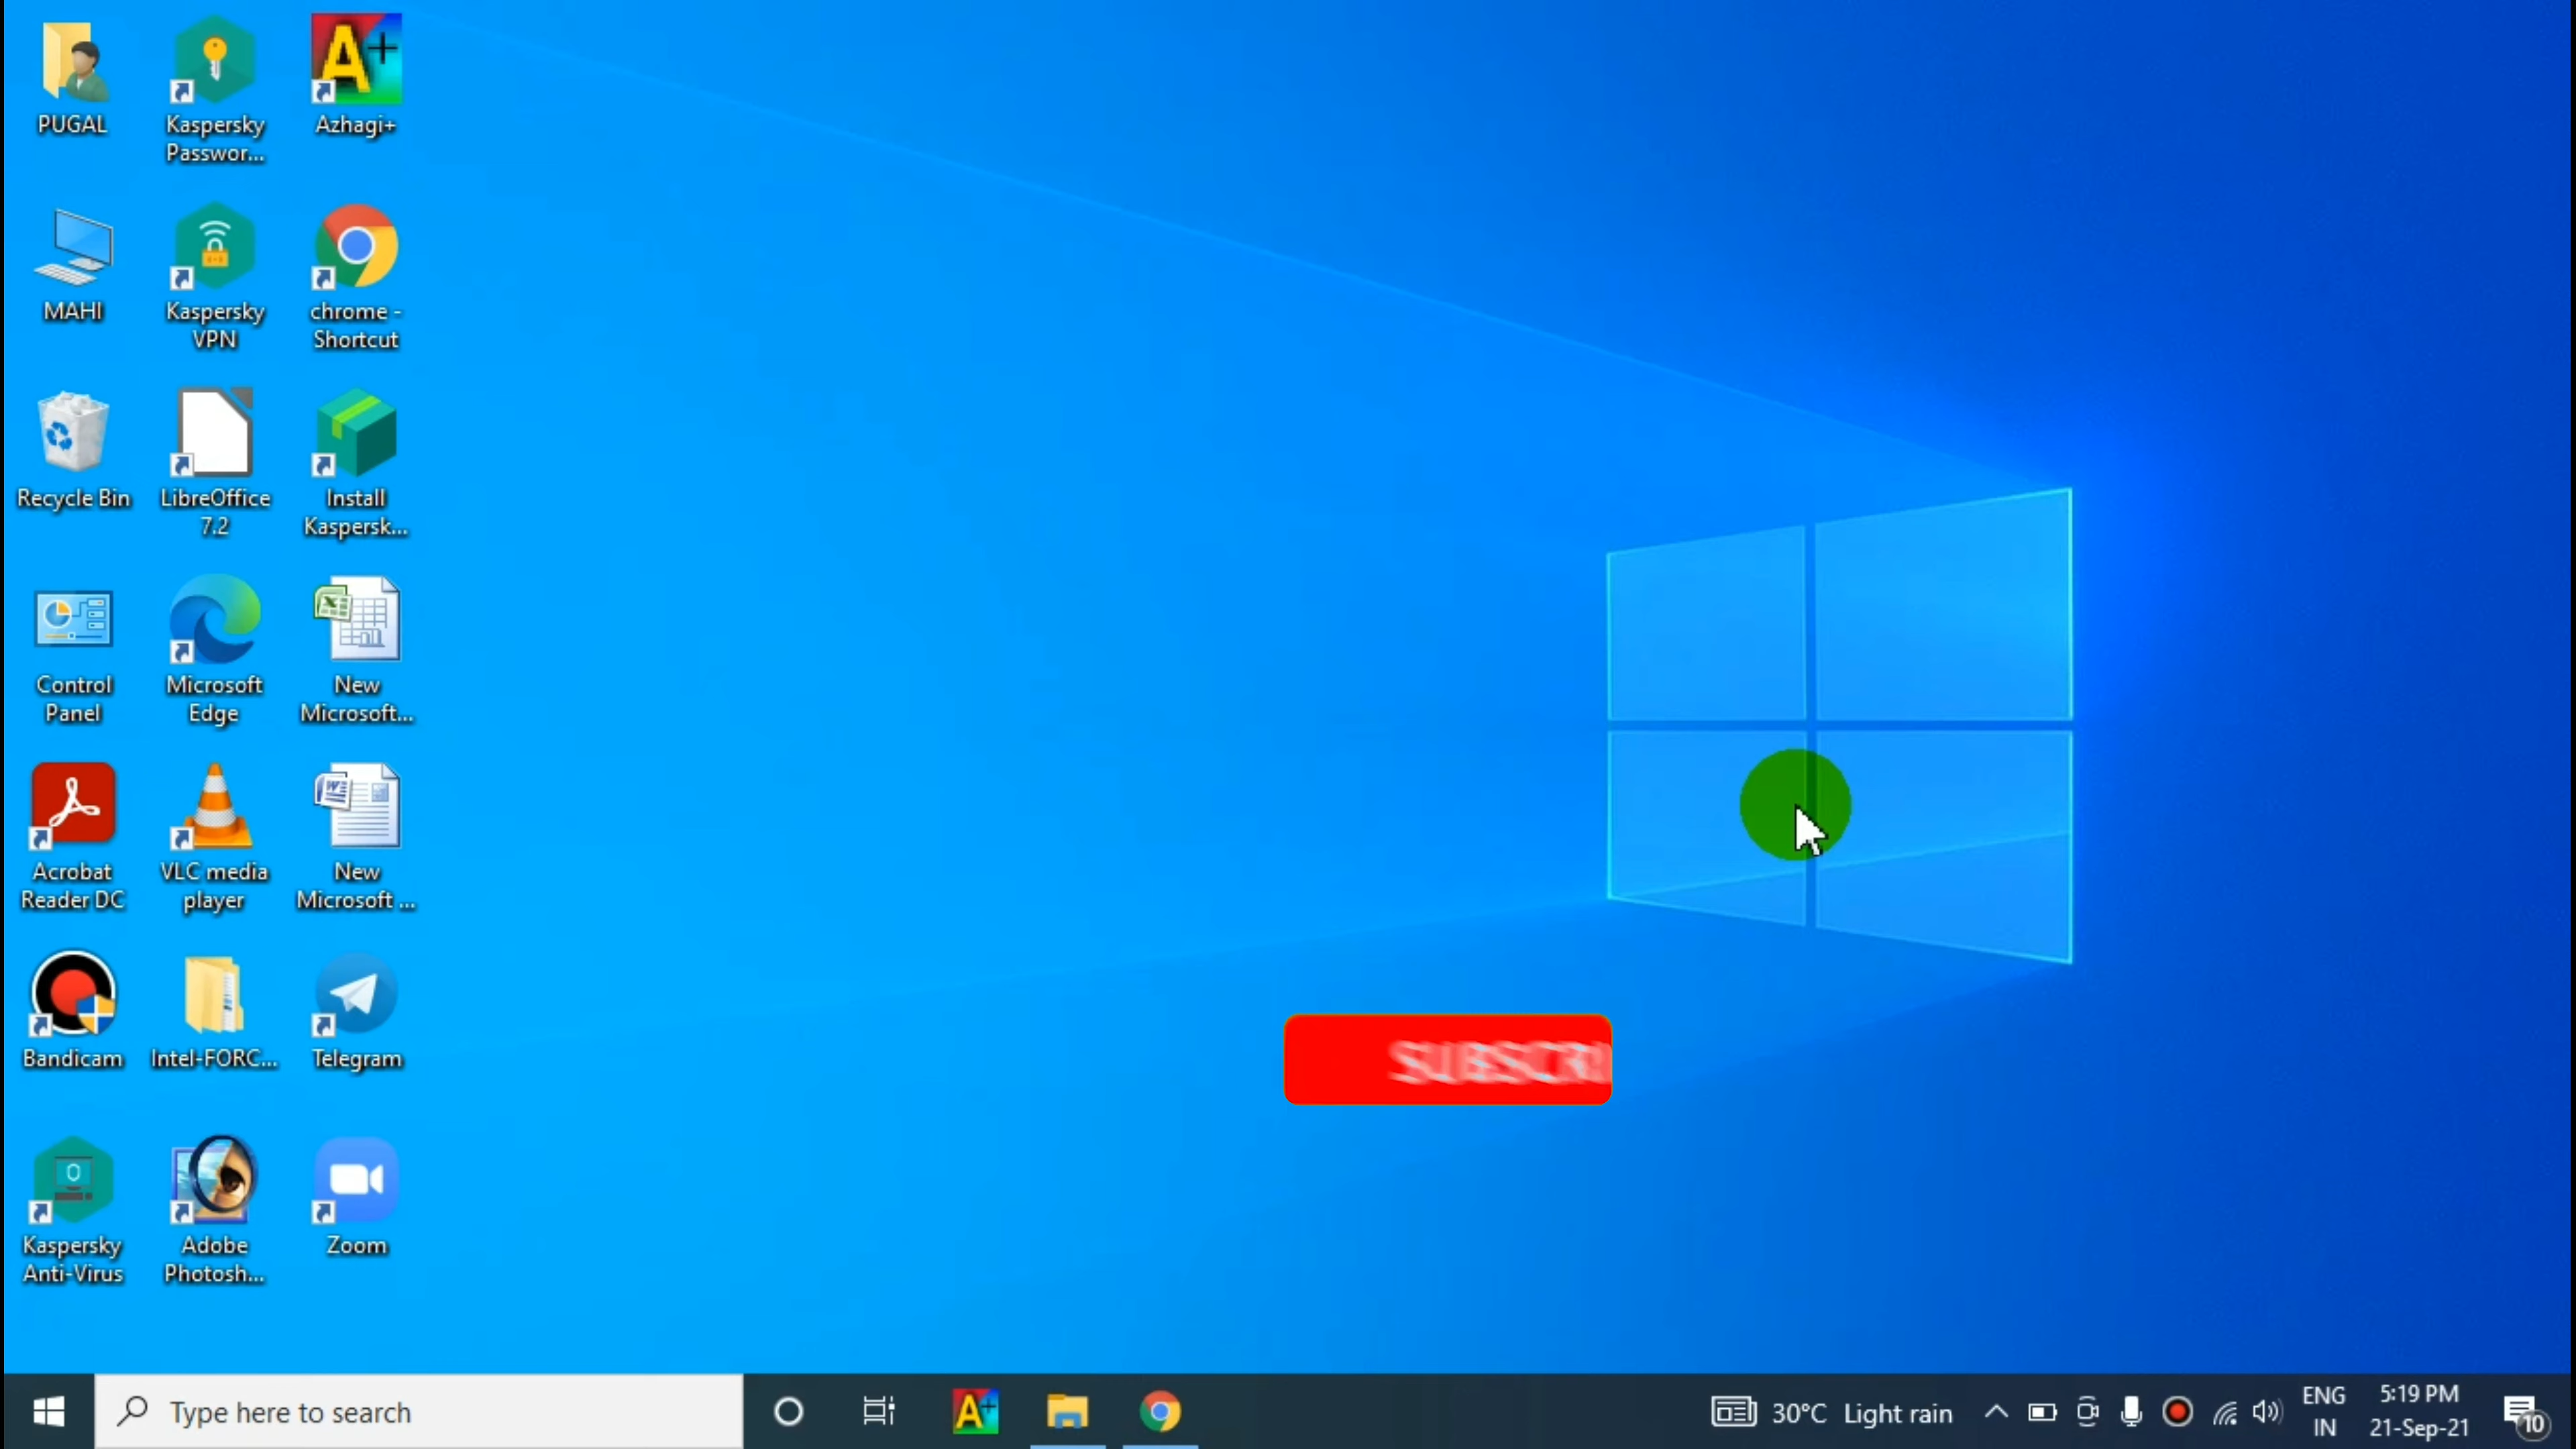 PUGAL
Kaspersky
Passwor...
Azhagi+
MAHI
Kaspersky
VPN
chrome -
Shortcut
Recycle Bin
LibreOffice
7.2
Install
Kaspersk...
Control
Panel
Microsoft
Edge
New
Microsoft...
Acrobat
Reader DC
VLC media
player
New
Microsoft ...
Bandicam
Intel-FORC...
Telegram
Kaspersky
Anti-Virus
Adobe
Photosh...
Zoom
SUBSCRI
Type here to search
A+
30°C Light rain
ENG
IN
5:19 PM
21-Sep-21
10